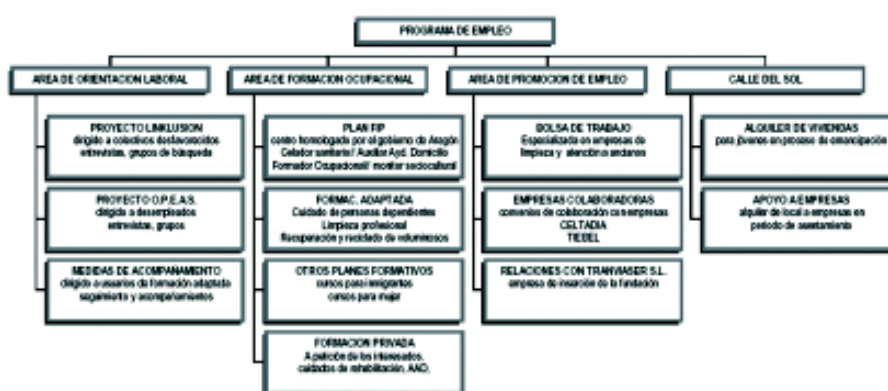 PROGRAMA DE EMPLEO
AREA DE ORIENTACION LABORAL
PROYECTO LINKLUSION
dirigido a colectivos desfavorecidos
entrevistas, grupos de búsqueda
PROYECTO O.P.E.A.S.
dirigido a desempleados
entrevistas, grupos
MEDIDAS DE ACOMPAÑAMIENTO
dirigido a usuarios de formación adaptada
seguimiento y acompañamientos
AREA DE FORMACION OCUPACIONAL
PLAN FIP
centro homologado por el gobierno de Aragón
Celador sanitario/ Auxiliar Ayd. Domicilio
Formador Ocupacional/ monitor sociocultural
FORMAC. ADAPTADA
Cuidado de personas dependientes
Limpieza profesional
Recuperación y reciclado de voluminosos
OTROS PLANES FORMATIVOS
cursos para inmigrantes
cursos para mujer
FORMACION PRIVADA
A petición de los interesados,
cuidados de rehabilitación, AAD,
AREA DE PROMOCION DE EMPLEO
BOLSA DE TRABAJO
Especializada en empresas de
limpieza y atención a ancianos
EMPRESAS COLABORADORAS
convenios de colaboración con empresas
CELTADIA
TIEBEL
RELACIONES CON TRANVIASER S.L.
empresa de inserción de la fundación
CALLE DEL SOL
ALQUILER DE VIVIENDAS
para jóvenes en proceso de emancipación
APOYO A EMPRESAS
alquiler de local a empresas en
periodo de asentamiento